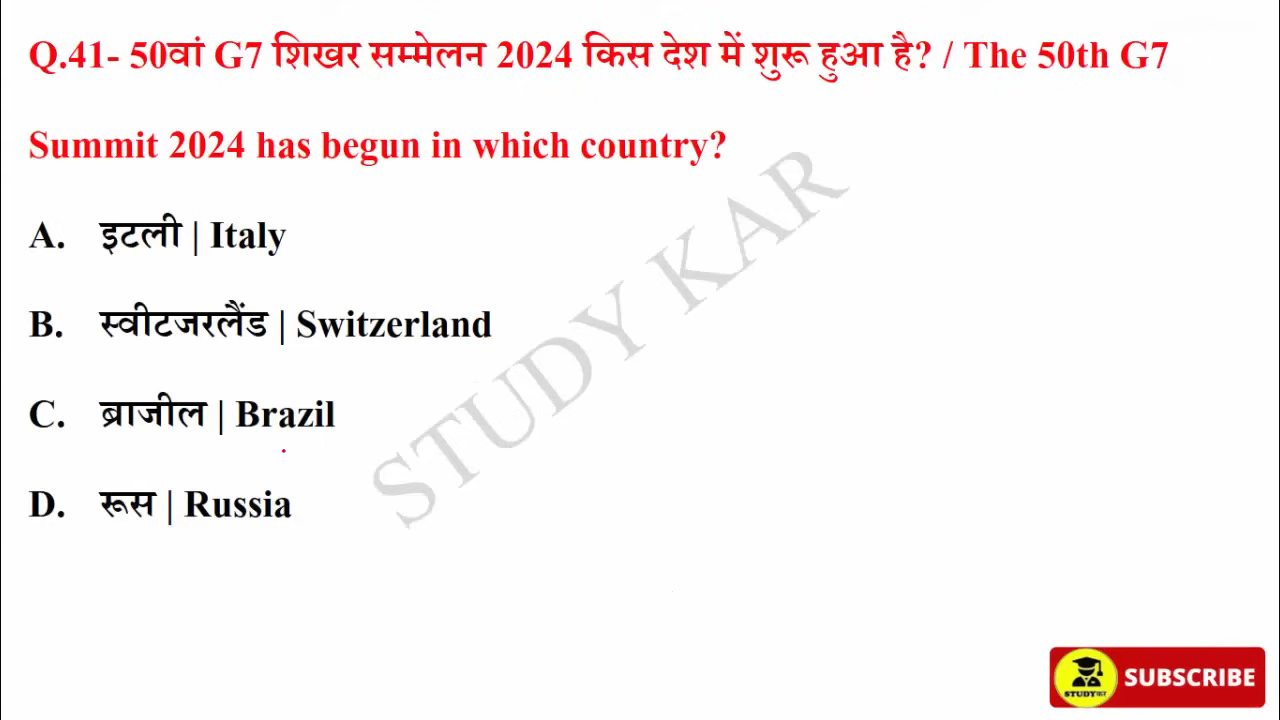 Q.41- 50वां G7 शिखर सम्मेलन 2024 किस देश में शुरू हुआ है? / The 50th G7
Summit 2024 has begun in which country?
A. इटली | Italy
B. स्वीटजरलैंड | Switzerland
C. ब्राजील | Brazil
D. रूस | Russia
STUDY KAR
STUDYकर
SUBSCRIBE